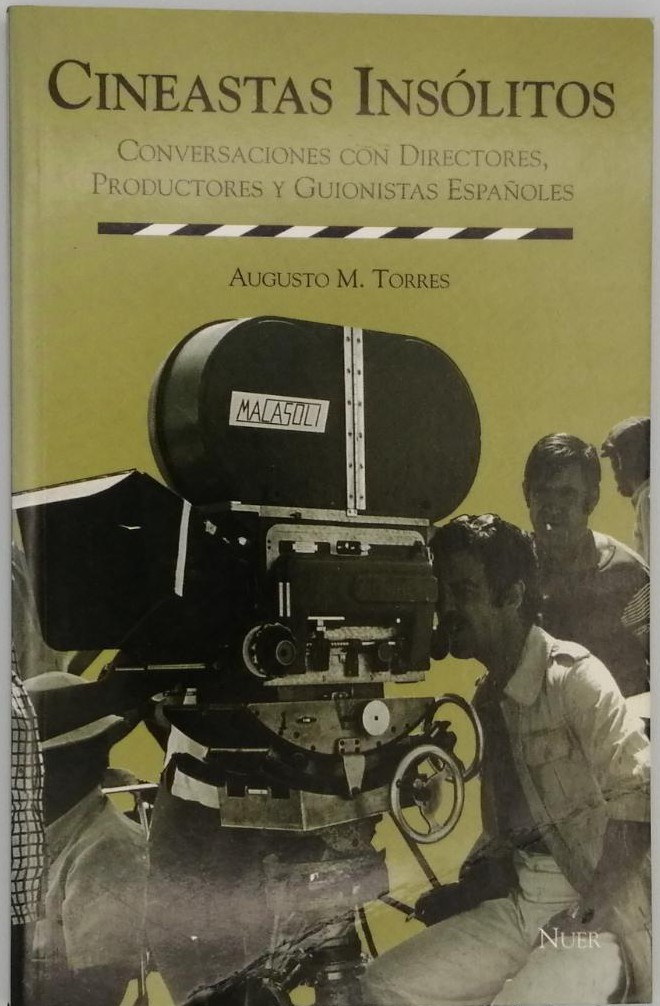 CINEASTAS INSÓLITOS
CONVERSACIONES CON DIRECTORES,
PRODUCTORES Y GUIONISTAS ESPAÑOLES
AUGUSTO M. TORRES
MACASOLI
NUER